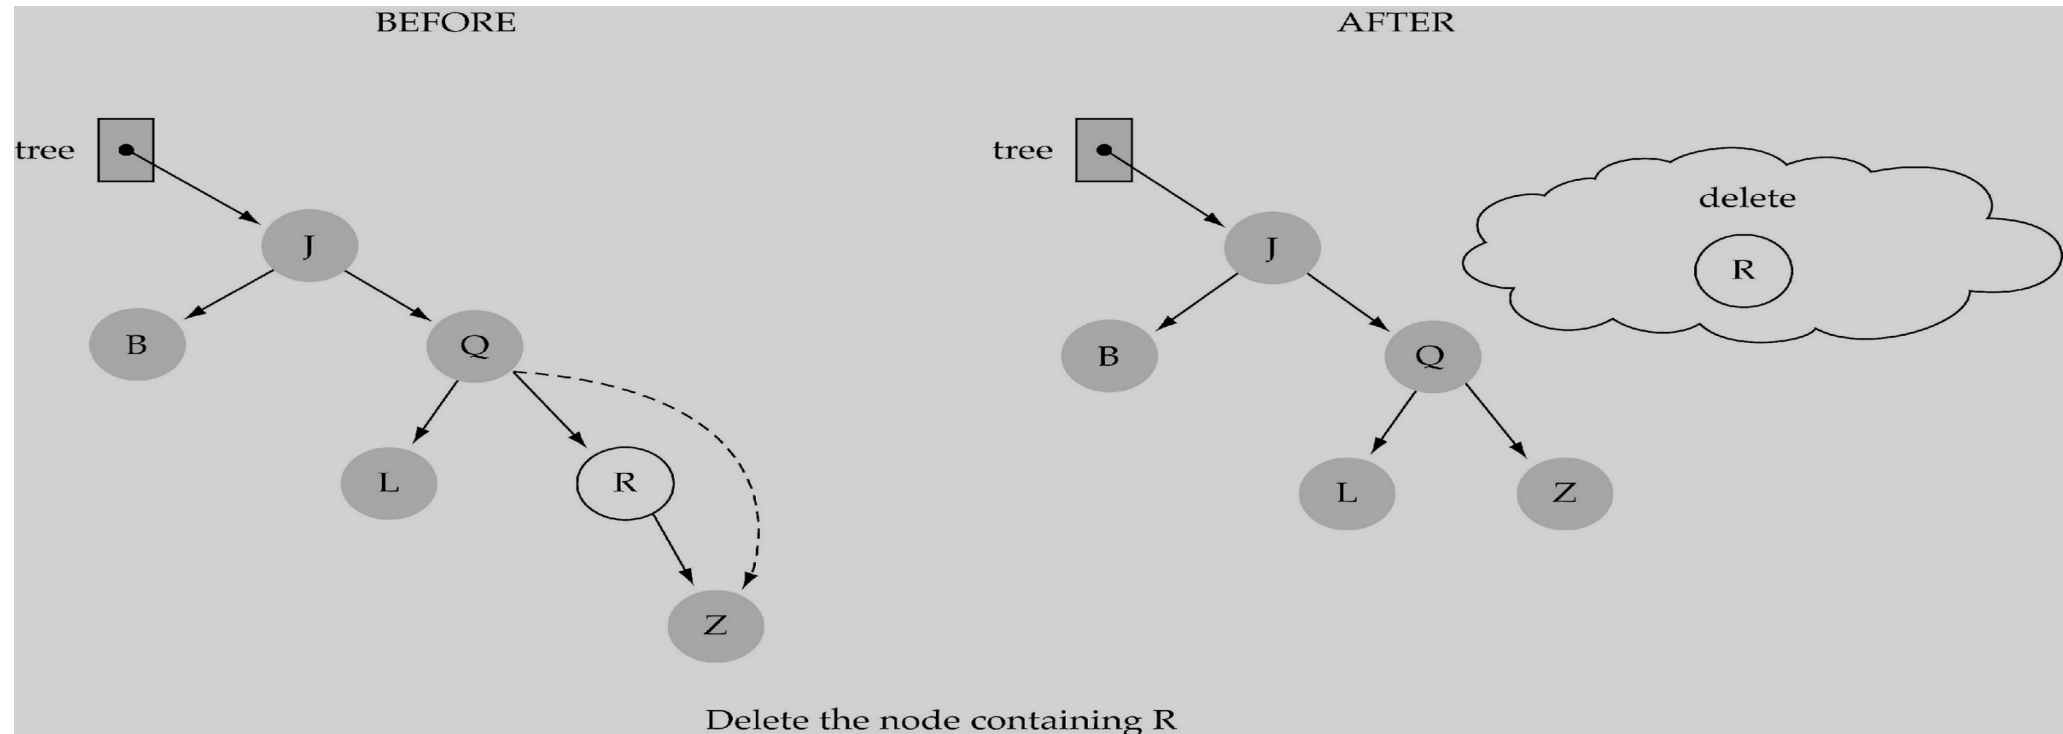 BEFORE
tree
J
B
Q
L
R
Z
AFTER
tree
J
B
Q
L
Z
delete
R
Delete the node containing R